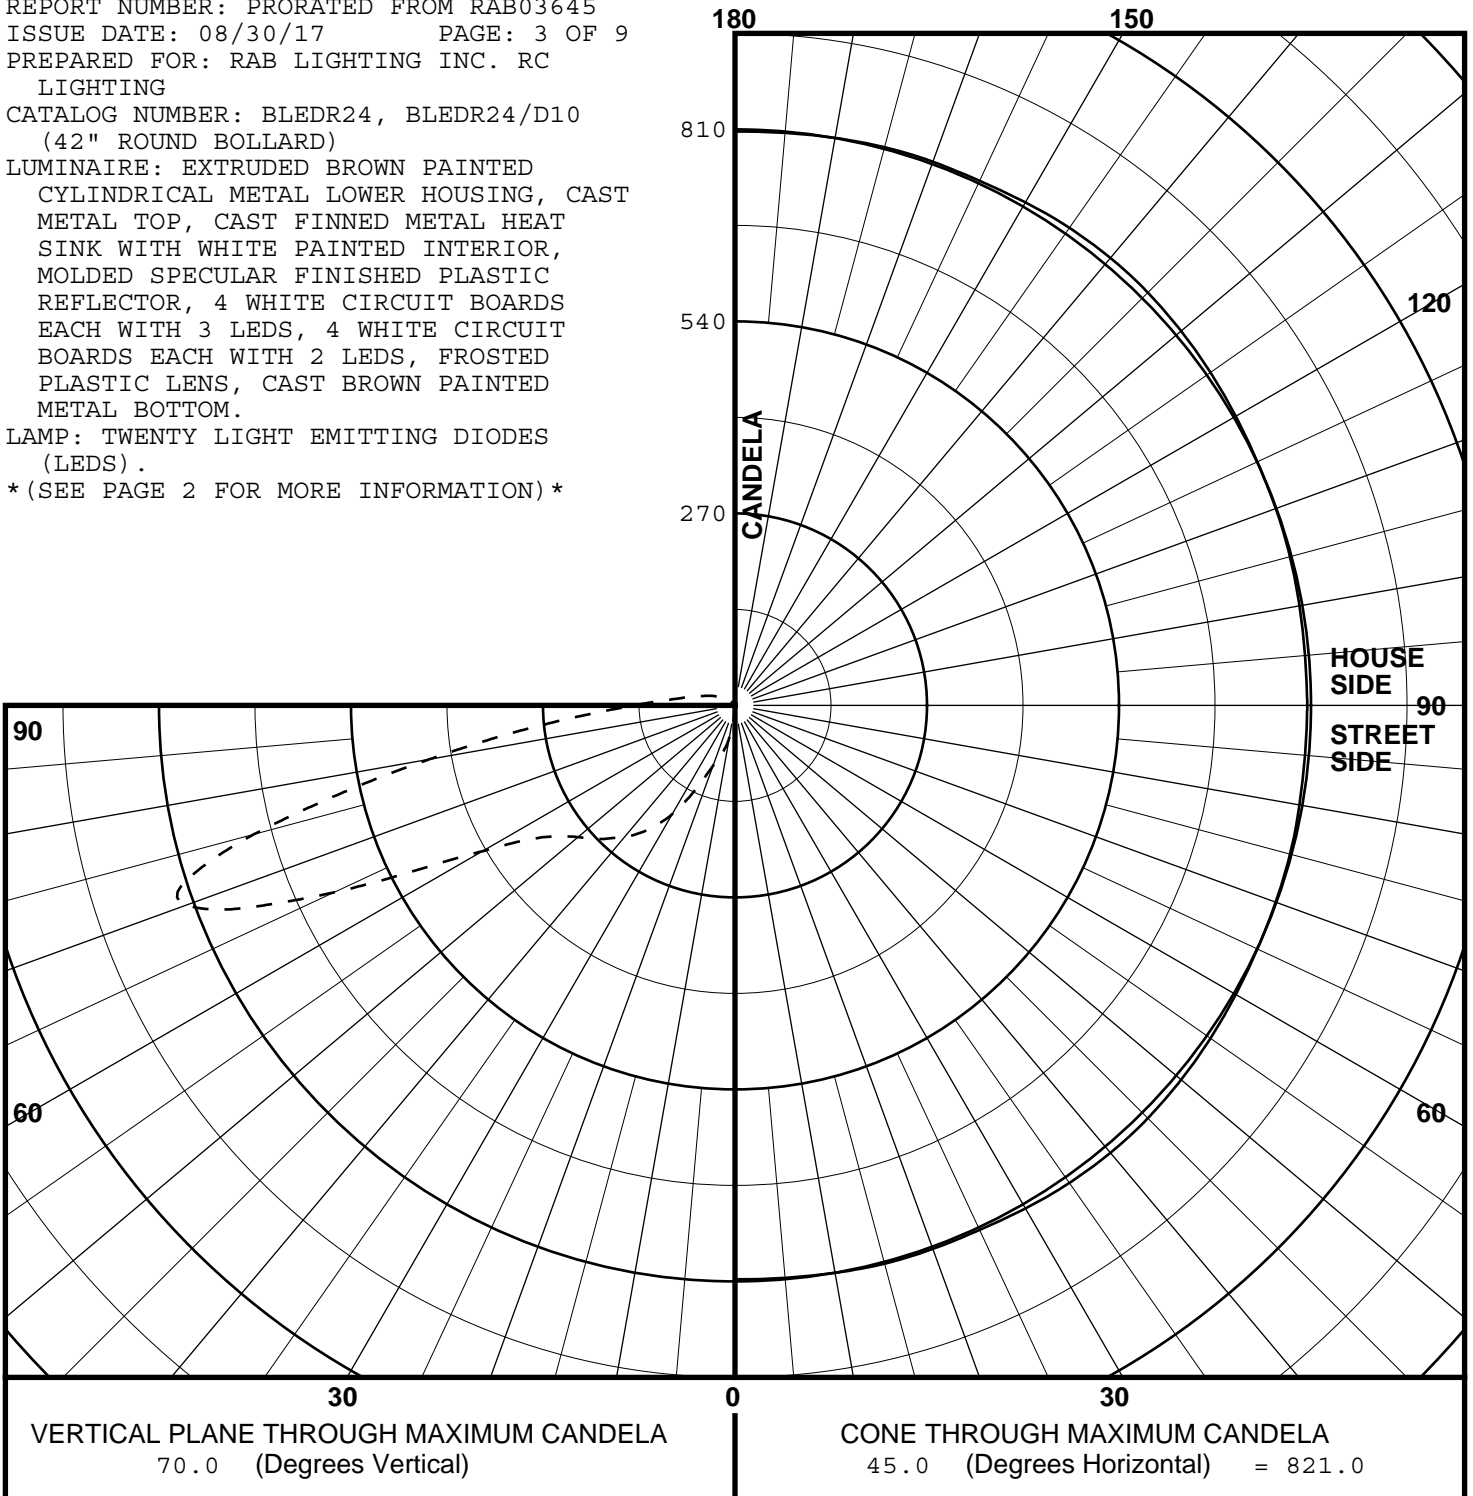 REPORT NUMBER: PRORATED FROM RAB03645
ISSUE DATE: 08/30/17 PAGE: 3 OF 9
PREPARED FOR: RAB LIGHTING INC. RC
LIGHTING
CATALOG NUMBER: BLEDR24, BLEDR24/D10
(42" ROUND BOLLARD)
LUMINAIRE: EXTRUDED BROWN PAINTED
CYLINDRICAL METAL LOWER HOUSING, CAST
METAL TOP, CAST FINNED METAL HEAT
SINK WITH WHITE PAINTED INTERIOR,
MOLDED SPECULAR FINISHED PLASTIC
REFLECTOR, 4 WHITE CIRCUIT BOARDS
EACH WITH 3 LEDS, 4 WHITE CIRCUIT
BOARDS EACH WITH 2 LEDS, FROSTED
PLASTIC LENS, CAST BROWN PAINTED
METAL BOTTOM.
LAMP: TWENTY LIGHT EMITTING DIODES
(LEDS).
*(SEE PAGE 2 FOR MORE INFORMATION)*
180
150
810
120
540
CANDELA
270
HOUSE
SIDE
90
90
STREET
SIDE
60
60
30
0
30
VERTICAL PLANE THROUGH MAXIMUM CANDELA
70.0 (Degrees Vertical)
CONE THROUGH MAXIMUM CANDELA
45.0 (Degrees Horizontal) = 821.0